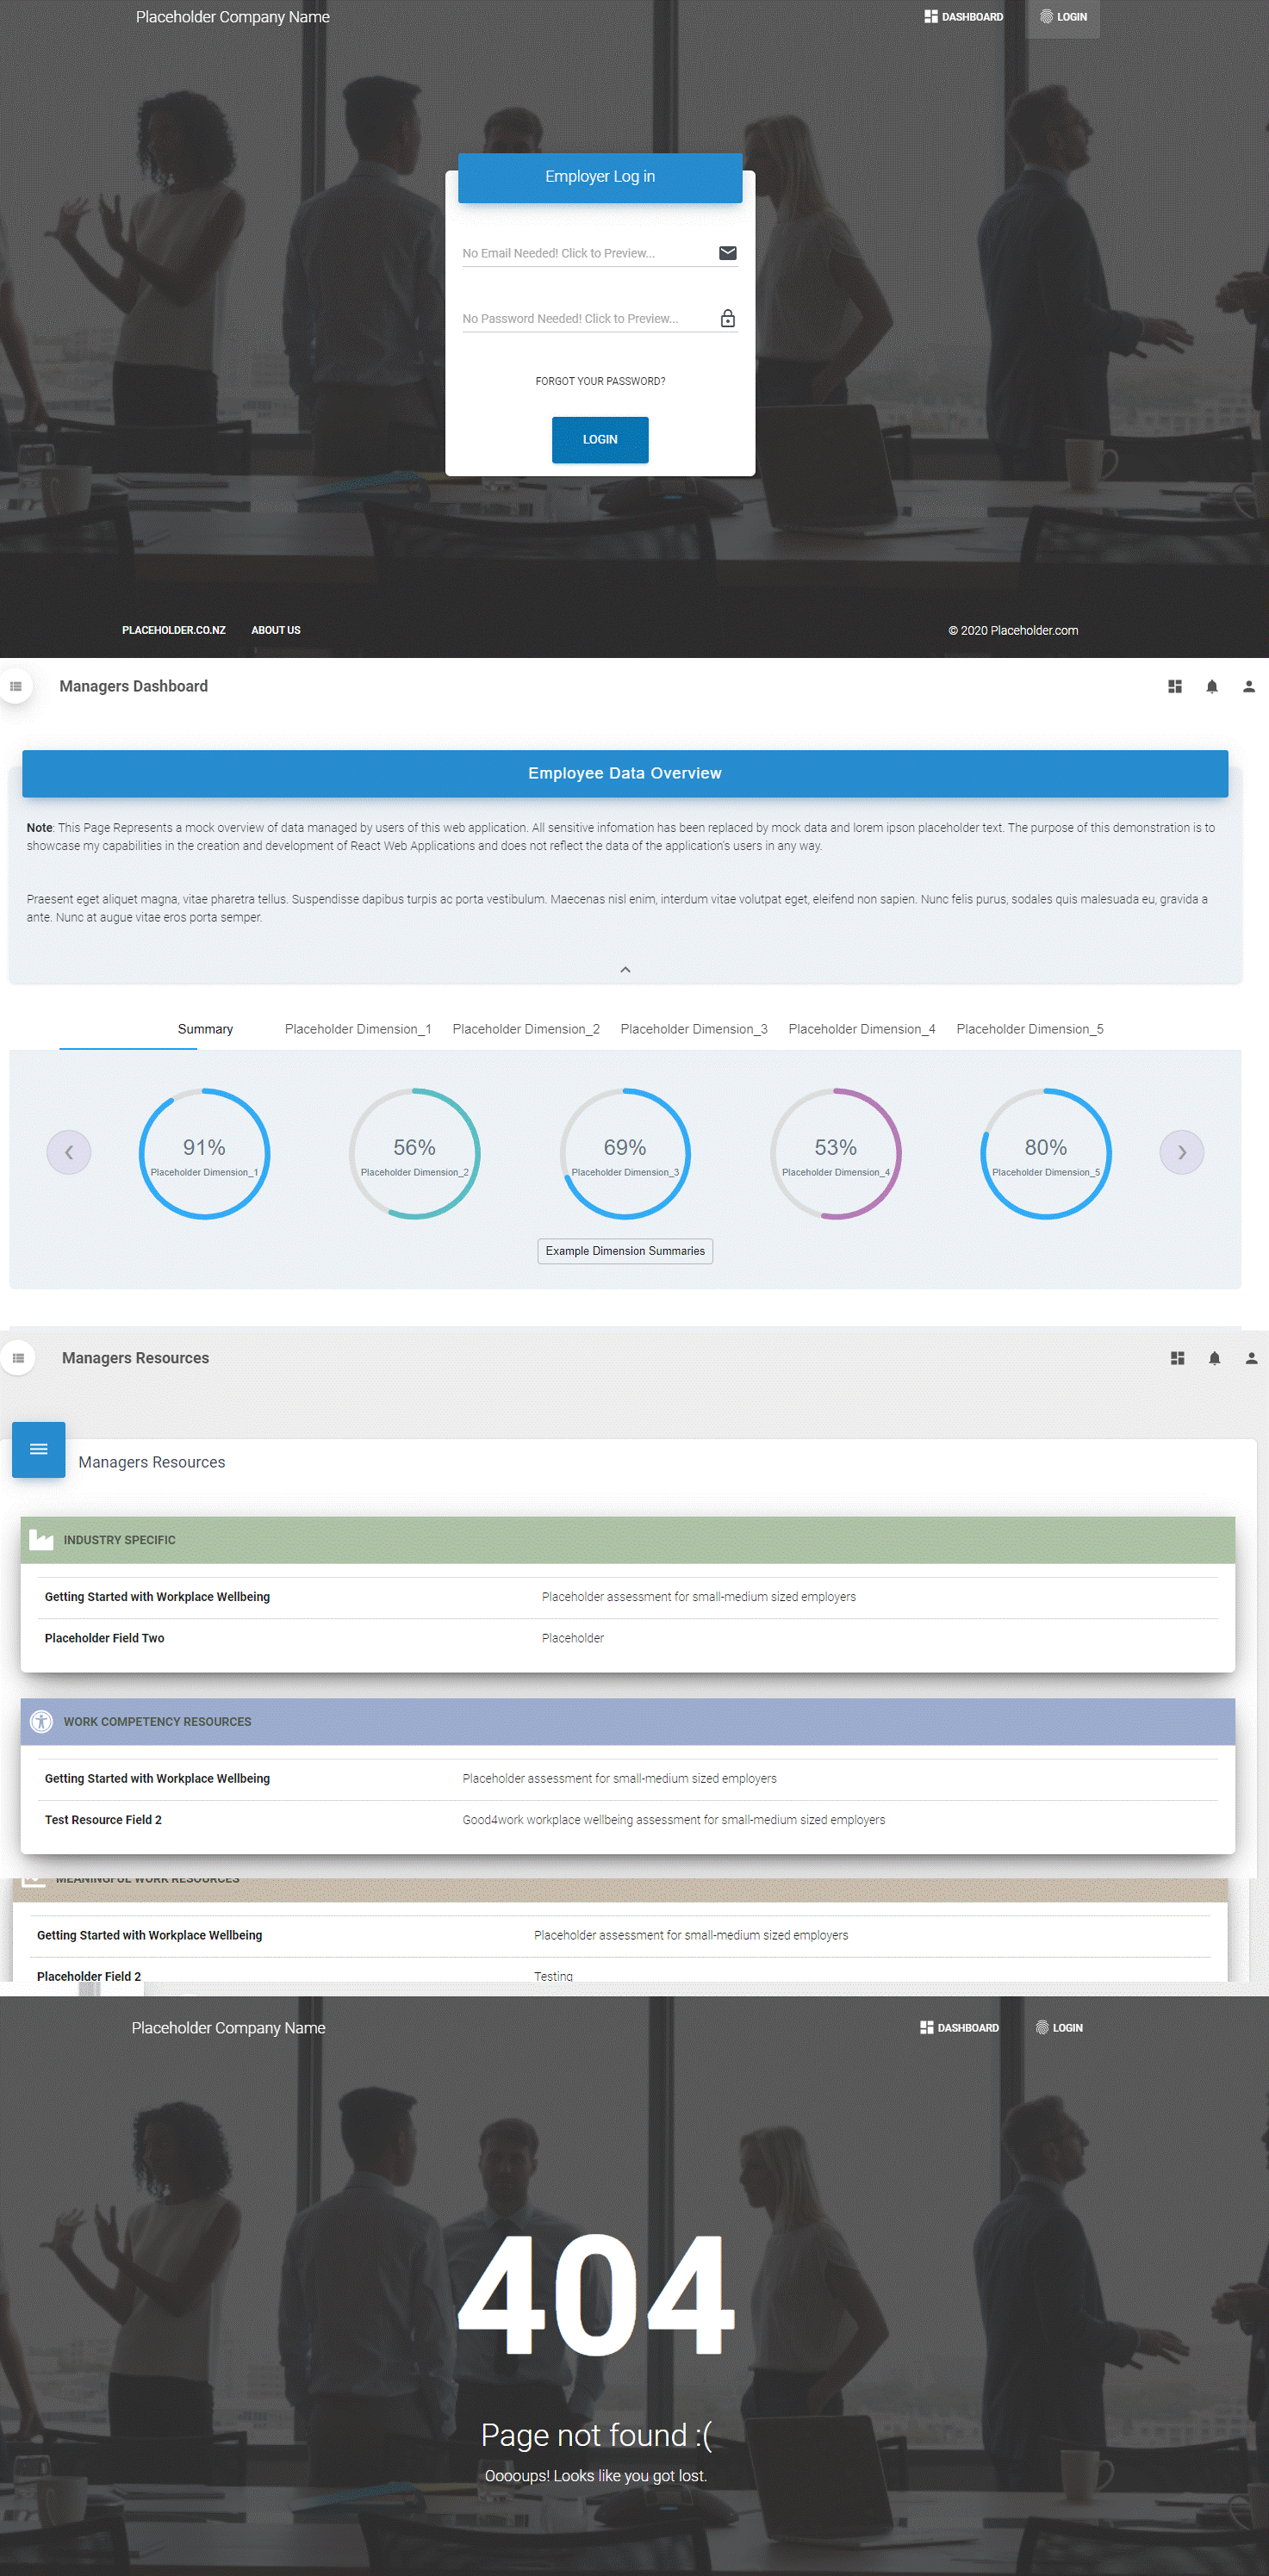 Placeholder Company Name
DASHBOARD
LOGIN
Employer Log in
No Email Needed! Click to Preview...
No Password Needed! Click to Preview...
FORGOT YOUR PASSWORD?
LOGIN
PLACEHOLDER.CO.NZ
ABOUT US
© 2020 Placeholder.com
Managers Dashboard
Employee Data Overview
Note: This Page Represents a mock overview of data managed by users of this web application. All sensitive infomation has been replaced by mock data and lorem ipson placeholder text. The purpose of this demonstration is to
showcase my capabilities in the creation and development of React Web Applications and does not reflect the data of the application's users in any way.
Praesent eget aliquet magna, vitae pharetra tellus. Suspendisse dapibus turpis ac porta vestibulum. Maecenas nisl enim, interdum vitae volutpat eget, eleifend non sapien. Nunc felis purus, sodales quis malesuada eu, gravida a
ante. Nunc at augue vitae eros porta semper.
Summary
Placeholder Dimension_1
Placeholder Dimension_2
Placeholder Dimension_3
Placeholder Dimension_4
Placeholder Dimension_5
91%
Placeholder Dimension_1
56%
Placeholder Dimension_2
69%
Placeholder Dimension_3
53%
Placeholder Dimension_4
80%
Placeholder Dimension_5
Example Dimension Summaries
Managers Resources
Managers Resources
INDUSTRY SPECIFIC
Getting Started with Workplace Wellbeing
Placeholder assessment for small-medium sized employers
Placeholder Field Two
Placeholder
WORK COMPETENCY RESOURCES
Getting Started with Workplace Wellbeing
Placeholder assessment for small-medium sized employers
Test Resource Field 2
Good4work workplace wellbeing assessment for small-medium sized employers
MEANINGFUL WORK RESOURCES
Getting Started with Workplace Wellbeing
Placeholder assessment for small-medium sized employers
Placeholder Field 2
Testing
Placeholder Company Name
DASHBOARD
LOGIN
404
Page not found :(
Ooooups! Looks like you got lost.